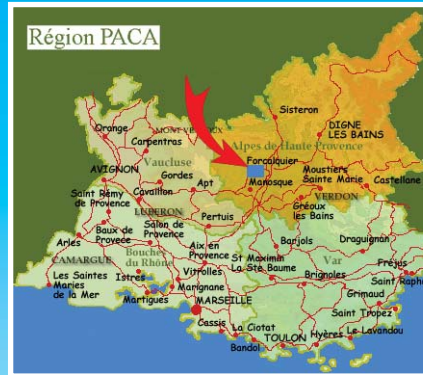 Région PACA
Sisteron
Orange
MONT VENTOUX
DIGNE
LES BAINS
Carpentras
Alpes de Haute Provence
Vaucluse
Forcalquier
Gordes
Moustiers
Sainte Marie
AVIGNON
Apt
Manosque
Castellane
Cavaillon
Saint Rémy
de Provence
LUBERON
VERDON
Gréoux
les Bains
Pertuis
Baux de
Provece
Salon de
Provence
Draguignan
Arles
Aix en
Provence
Banjols
CAMARGUE
Bouches
du Rhône
St Maximin
La Ste Baume
Var
Fréjus
Vitrolles
Les Saintes
Maries
de la Mer
Istres
Brignoles
Saint Raph
Marignane
Grimaud
Martigues
MARSEILLE
Saint Tropez
Cassis
La Ciotat
Hyères
Le Lavandou
Bandol
TOULON